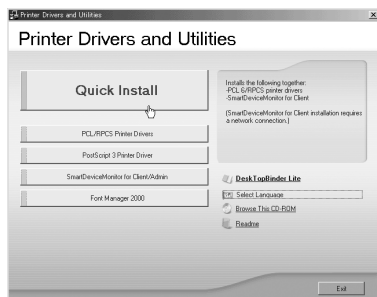 Printer Drivers and Utilities
Printer Drivers and Utilities
Quick Install
Installs the following together:
-PCL 6/RPCS printer drivers
-SmartDeviceMonitor for Client
(SmartDeviceMonitor for Client installation requires
a network connection.)
PCL/RPCS Printer Drivers
PostScript 3 Printer Driver
SmartDeviceMonitor for Client/Admin
Font Manager 2000
DeskTopBinder Lite
Select Language
Browse This CD-ROM
Readme
Exit